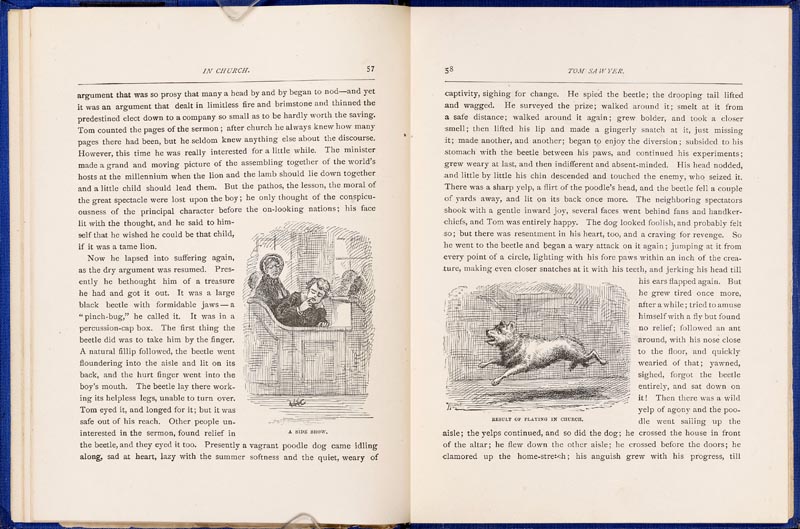 IN CHURCH. 57
argument that was so prosy that many a head by and by began to nod—and yet
it was an argument that dealt in limitless fire and brimstone and thinned the
predestined elect down to a company so small as to be hardly worth the saving.
Tom counted the pages of the sermon; after church he always knew how many
pages there had been, but he seldom knew anything else about the discourse.
However, this time he was really interested for a little while. The minister
made a grand and moving picture of the assembling together of the world's
hosts at the millennium when the lion and the lamb should lie down together
and a little child should lead them. But the pathos, the lesson, the moral of
the great spectacle were lost upon the boy; he only thought of the conspicu-
ousness of the principal character before the on-looking nations; his face
lit with the thought, and he said to him-
self that he wished he could be that child,
if it was a tame lion.
Now he lapsed into suffering again,
as the dry argument was resumed. Pres-
ently he bethought him of a treasure
he had and got it out. It was a large
black beetle with formidable jaws—a
"pinch-bug," he called it. It was in a
percussion-cap box. The first thing the
beetle did was to take him by the finger.
A natural fillip followed, the beetle went
floundering into the aisle and lit on its
back, and the hurt finger went into the
boy's mouth. The beetle lay there work-
ing its helpless legs, unable to turn over.
Tom eyed it, and longed for it; but it was
safe out of his reach. Other people un-
interested in the sermon, found relief in
A SIDE SHOW.
the beetle, and they eyed it too. Presently a vagrant poodle dog came idling
along, sad at heart, lazy with the summer softness and the quiet, weary of
58 TOM SAWYER.
captivity, sighing for change. He spied the beetle; the drooping tail lifted
and wagged. He surveyed the prize; walked around it; smelt at it from
a safe distance; walked around it again; grew bolder, and took a closer
smell; then lifted his lip and made a gingerly snatch at it, just missing
it; made another, and another; began to enjoy the diversion; subsided to his
stomach with the beetle between his paws, and continued his experiments;
grew weary at last, and then indifferent and absent-minded. His head nodded,
and little by little his chin descended and touched the enemy, who seized it.
There was a sharp yelp, a flirt of the poodle's head, and the beetle fell a couple
of yards away, and lit on its back once more. The neighboring spectators
shook with a gentle inward joy, several faces went behind fans and handker-
chiefs, and Tom was entirely happy. The dog looked foolish, and probably felt
so; but there was resentment in his heart, too, and a craving for revenge. So
he went to the beetle and began a wary attack on it again; jumping at it from
every point of a circle, lighting with his fore paws within an inch of the crea-
ture, making even closer snatches at it with his teeth, and jerking his head till
his ears flapped again. But
he grew tired once more,
after a while; tried to amuse
himself with a fly but found
no relief; followed an ant
around, with his nose close
to the floor, and quickly
wearied of that; yawned,
sighed, forgot the beetle
entirely, and sat down on
it! Then there was a wild
yelp of agony and the poo-
dle went sailing up the
RESULT OF PLAYING IN CHURCH.
aisle; the yelps continued, and so did the dog; he crossed the house in front
of the altar; he flew down the other aisle; he crossed before the doors; he
clamored up the home-stretch; his anguish grew with his progress, till